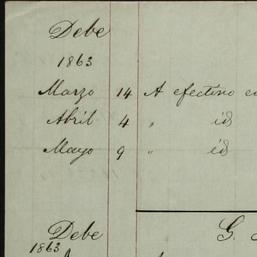 Debe
1863
Marzo 14 A efectivo
Abril 4 " id
Mayo 9 " id
Debe G.
1863